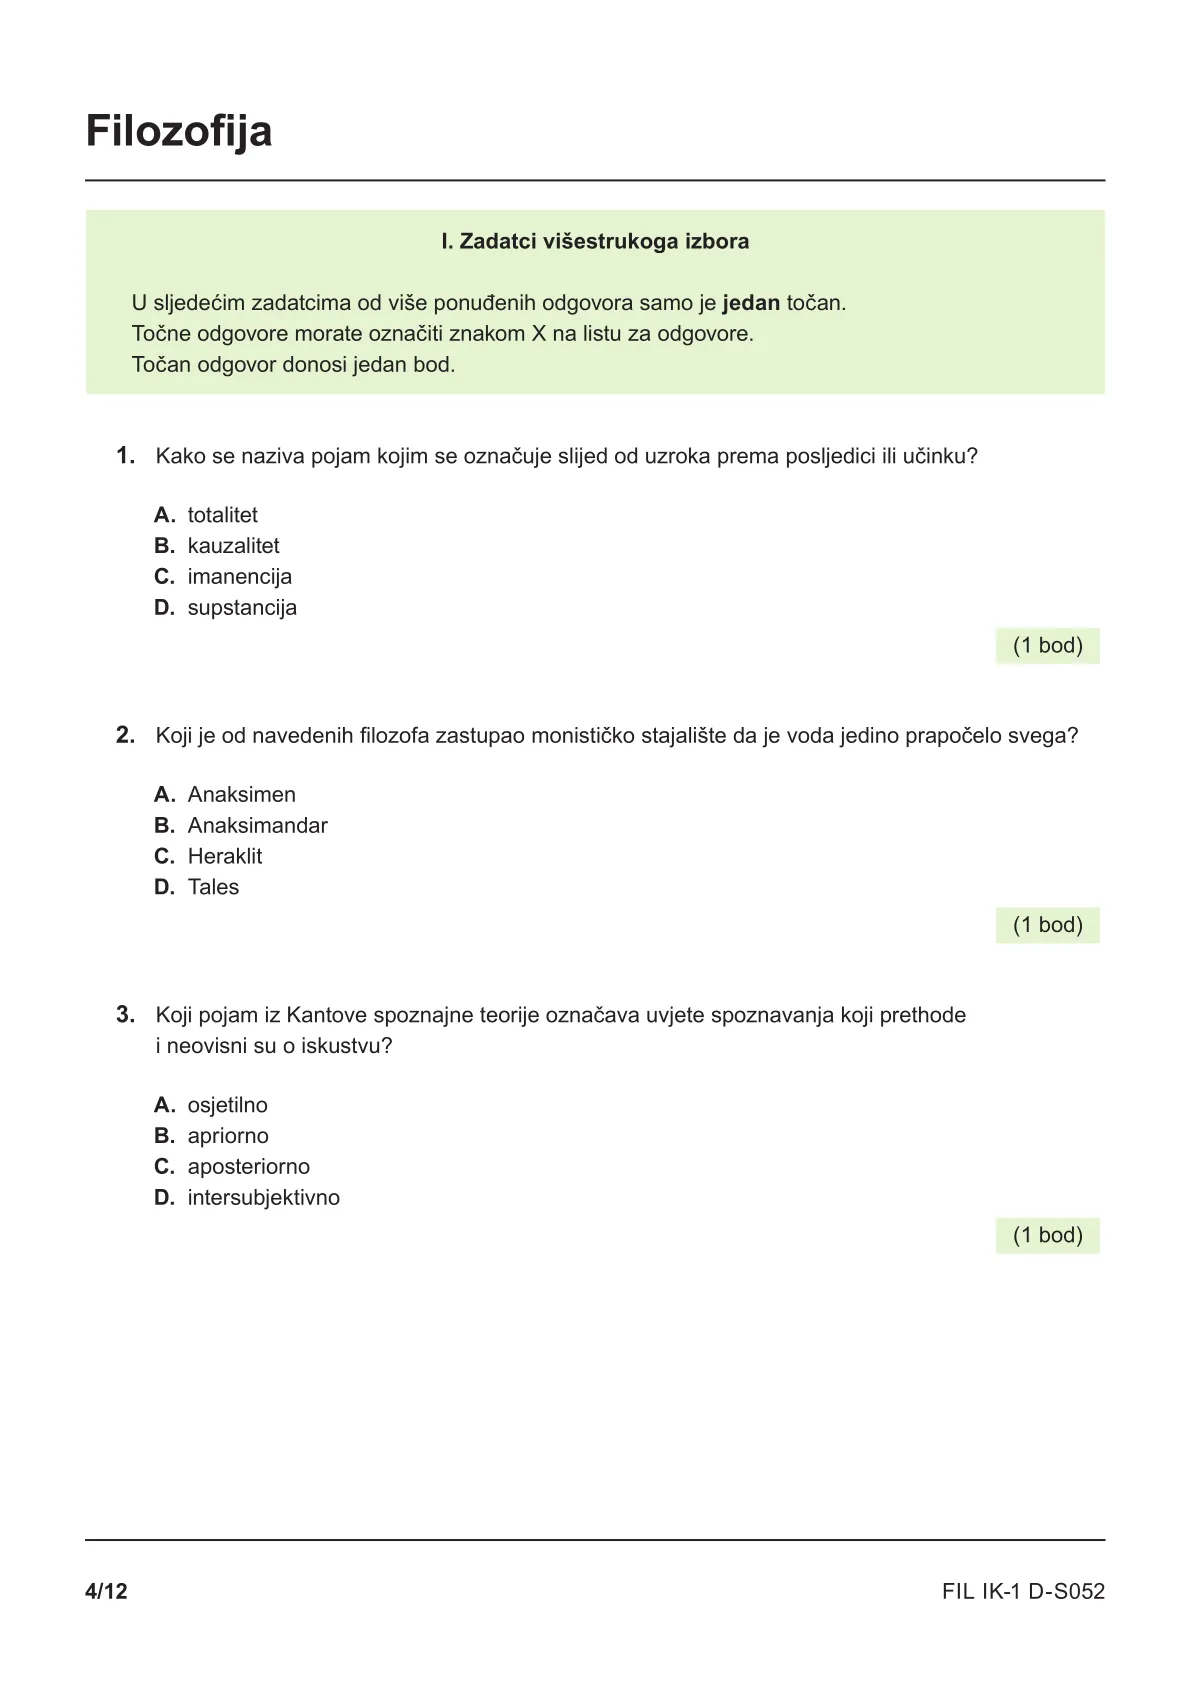 Filozofija
I. Zadatci višestrukoga izbora
U sljedećim zadatcima od više ponuđenih odgovora samo je jedan točan.
Točne odgovore morate označiti znakom X na listu za odgovore.
Točan odgovor donosi jedan bod.
1. Kako se naziva pojam kojim se označuje slijed od uzroka prema posljedici ili učinku?
A. totalitet
B. kauzalitet
C. imanencija
D. supstancija
(1 bod)
2. Koji je od navedenih filozofa zastupao monističko stajalište da je voda jedino prapočelo svega?
A. Anaksimen
B. Anaksimandar
C. Heraklit
D. Tales
(1 bod)
3. Koji pojam iz Kantove spoznajne teorije označava uvjete spoznavanja koji prethode
i neovisni su o iskustvu?
A. osjetilno
B. apriorno
C. aposteriorno
D. intersubjektivno
(1 bod)
4/12
FIL IK-1 D-S052